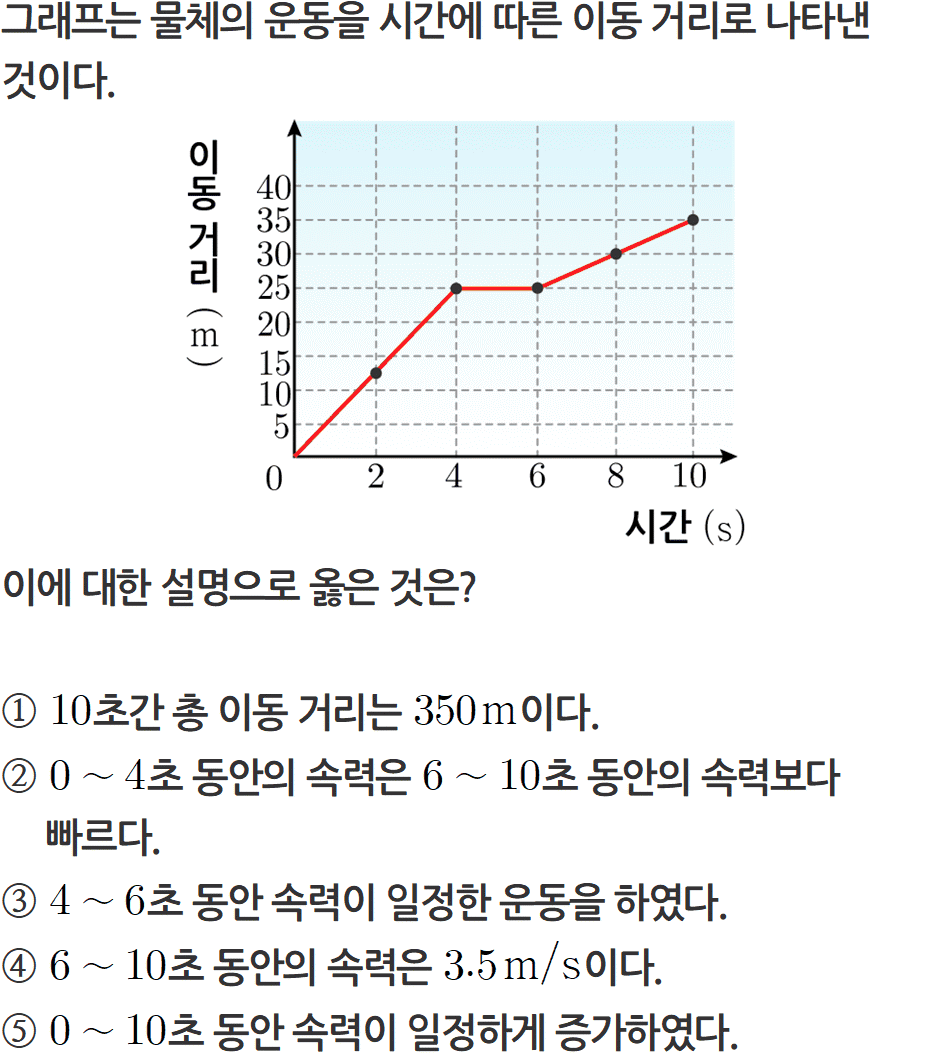 그래프는 물체의 운동을 시간에 따른 이동 거리로 나타낸
것이다.
이동 거리 (m)
40
35
30
25
20
15
10
5
0 2 4 6 8 10
시간 (s)
이에 대한 설명으로 옳은 것은?
① 10초간 총 이동 거리는 350m이다.
② 0 ~ 4초 동안의 속력은 6 ~ 10초 동안의 속력보다
빠르다.
③ 4 ~ 6초 동안 속력이 일정한 운동을 하였다.
④ 6 ~ 10초 동안의 속력은 3.5m/s이다.
⑤ 0 ~ 10초 동안 속력이 일정하게 증가하였다.